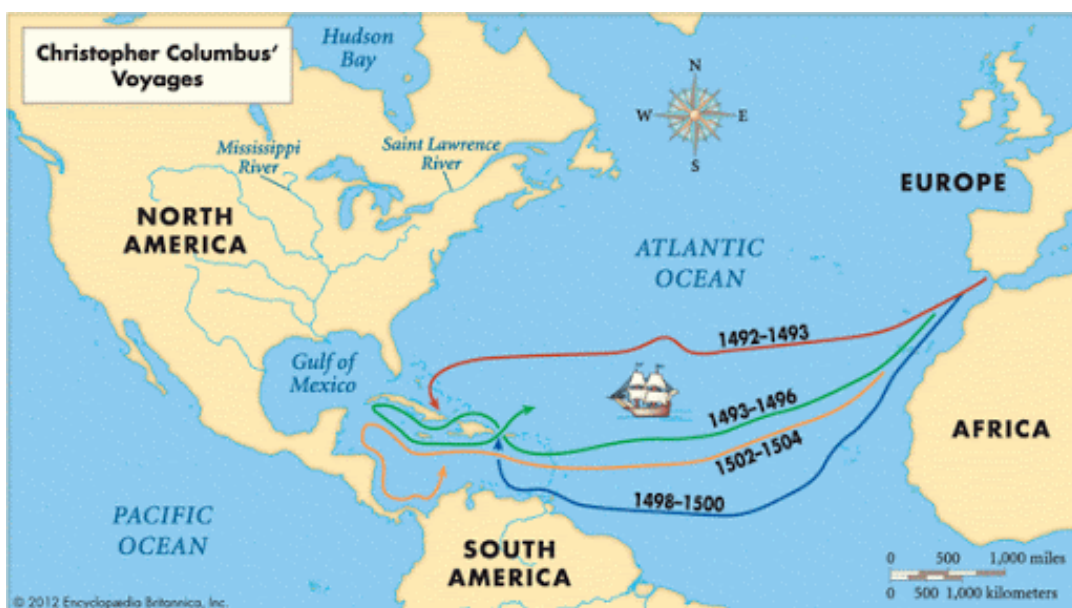 Christopher Columbus'
Voyages
Hudson
Bay
N
W
E
S
Mississippi
River
Saint Lawrence
River
EUROPE
NORTH
AMERICA
ATLANTIC
OCEAN
1492–1493
Gulf of
Mexico
1493–1496
AFRICA
1502–1504
1498–1500
PACIFIC
OCEAN
SOUTH
AMERICA
0 500 1,000 miles
0 500 1,000 kilometers
© 2012 Encyclopædia Britannica, Inc.